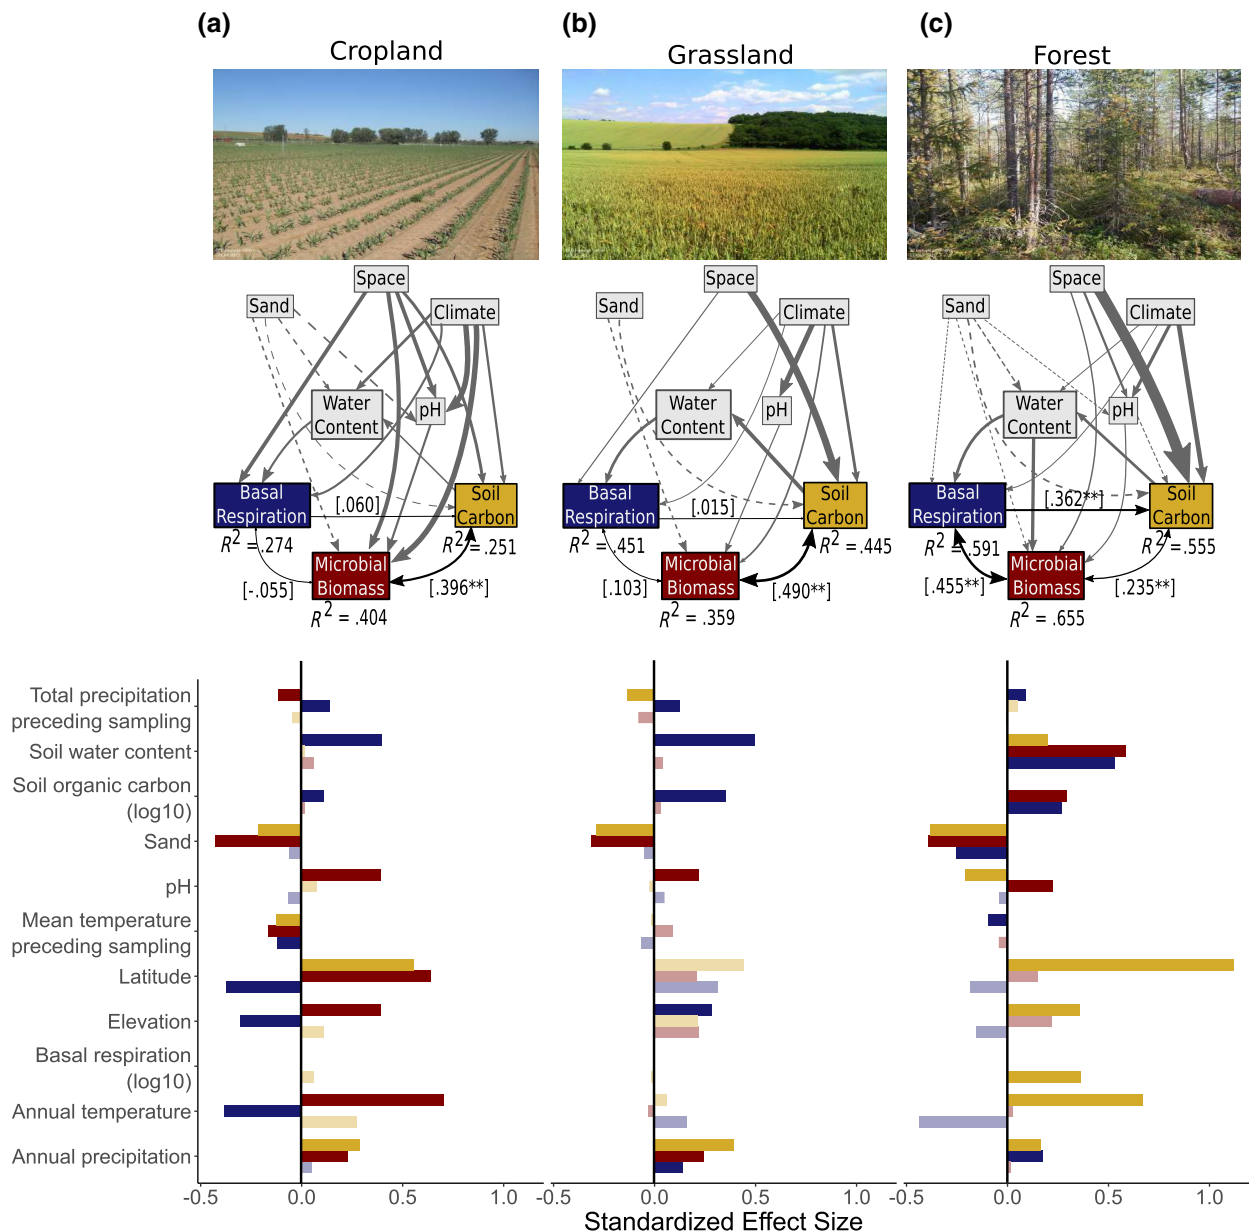 (a)
Cropland
(b)
Grassland
(c)
Forest
Space
Sand
Climate
Water
Content
pH
Basal
Respiration
Soil
Carbon
[.060]
R² = .274
R² = .251
Microbial
Biomass
[-.055]
[.396**]
R² = .404
Space
Sand
Climate
Water
Content
pH
Basal
Respiration
Soil
Carbon
[.015]
R² = .451
R² = .445
Microbial
Biomass
[.103]
[.490**]
R² = .359
Space
Sand
Climate
Water
Content
pH
Basal
Respiration
Soil
Carbon
[.362**]
R² = .591
R² = .555
Microbial
Biomass
[.455**]
[.235**]
R² = .655
Total precipitation
preceding sampling
Soil water content
Soil organic carbon
(log10)
Sand
pH
Mean temperature
preceding sampling
Latitude
Elevation
Basal respiration
(log10)
Annual temperature
Annual precipitation
-0.5 0.0 0.5 1.0 -0.5 0.0 0.5 1.0 -0.5 0.0 0.5 1.0
Standardized Effect Size